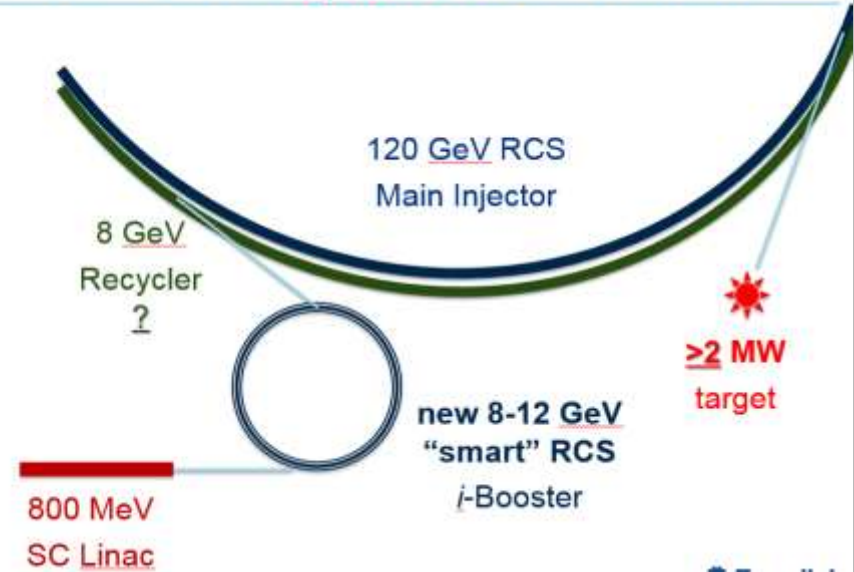 120 GeV RCS
Main Injector
8 GeV
Recycler
?
>2 MW
target
new 8-12 GeV
“smart” RCS
i-Booster
800 MeV
SC Linac